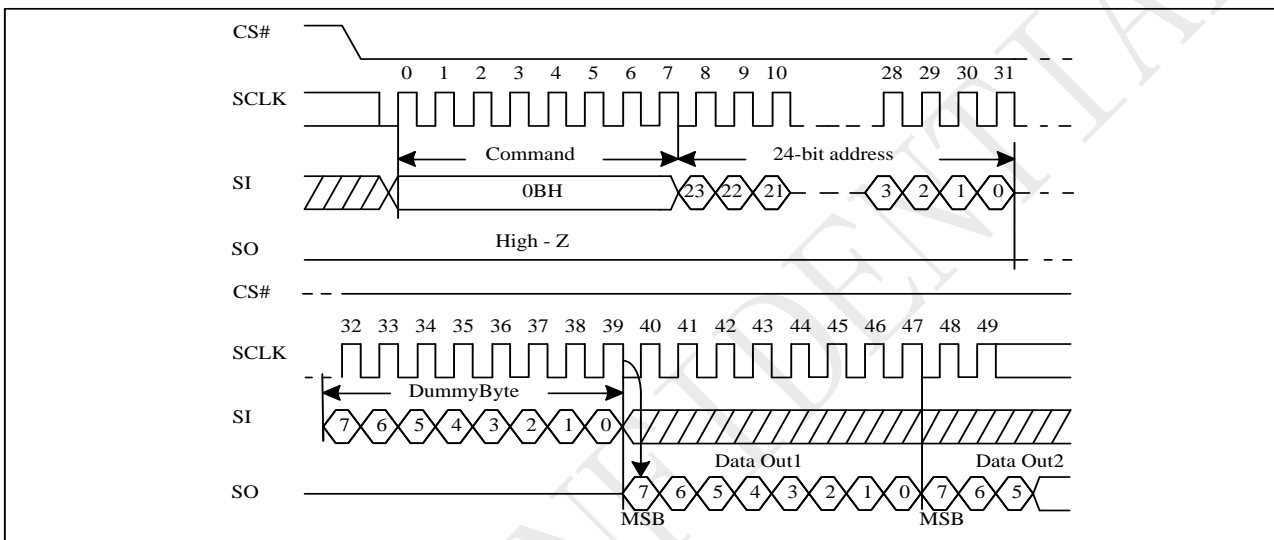 CS#
0 1 2 3 4 5 6 7 8 9 10 28 29 30 31
SCLK
Command 24-bit address
SI 0BH 23 22 21 3 2 1 0
SO High - Z
CS#
32 33 34 35 36 37 38 39 40 41 42 43 44 45 46 47 48 49
SCLK
DummyByte
SI 7 6 5 4 3 2 1 0
Data Out1 Data Out2
SO 7 6 5 4 3 2 1 0 7 6 5
MSB MSB